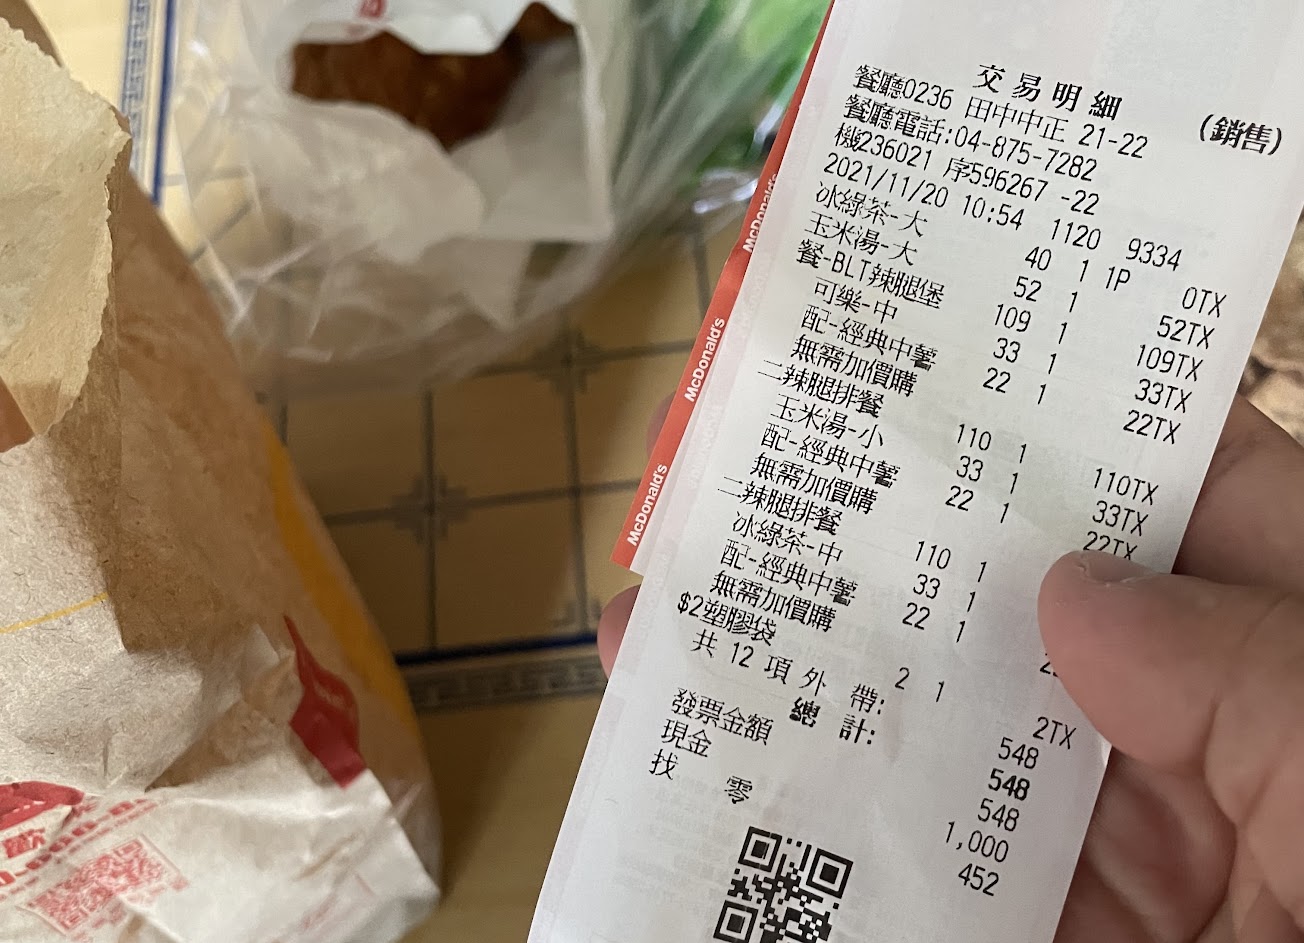 交易明細 (銷售)
餐廳0236 田中中正 21-22
餐廳電話:04-875-7282
機236021 序596267 -22
2021/11/20 10:54 1120 9334
冰綠茶-大 40 1 1P 0TX
玉米湯-大 52 1 52TX
餐-BLT辣腿堡 109 1 109TX
可樂-中 33 1 33TX
配-經典中薯 22 1 22TX
無需加價購
二辣腿排餐 110 1 110TX
玉米湯-小 33 1 33TX
配-經典中薯 22 1 22TX
無需加價購
二辣腿排餐 110 1
冰綠茶-中 33 1
配-經典中薯 22 1
無需加價購
$2塑膠袋 2 1 2TX
共 12 項 外 帶: 548
總 計: 548
發票金額 548
現金 1,000
找 零 452
McDonald's
McDonald's
McDonald's